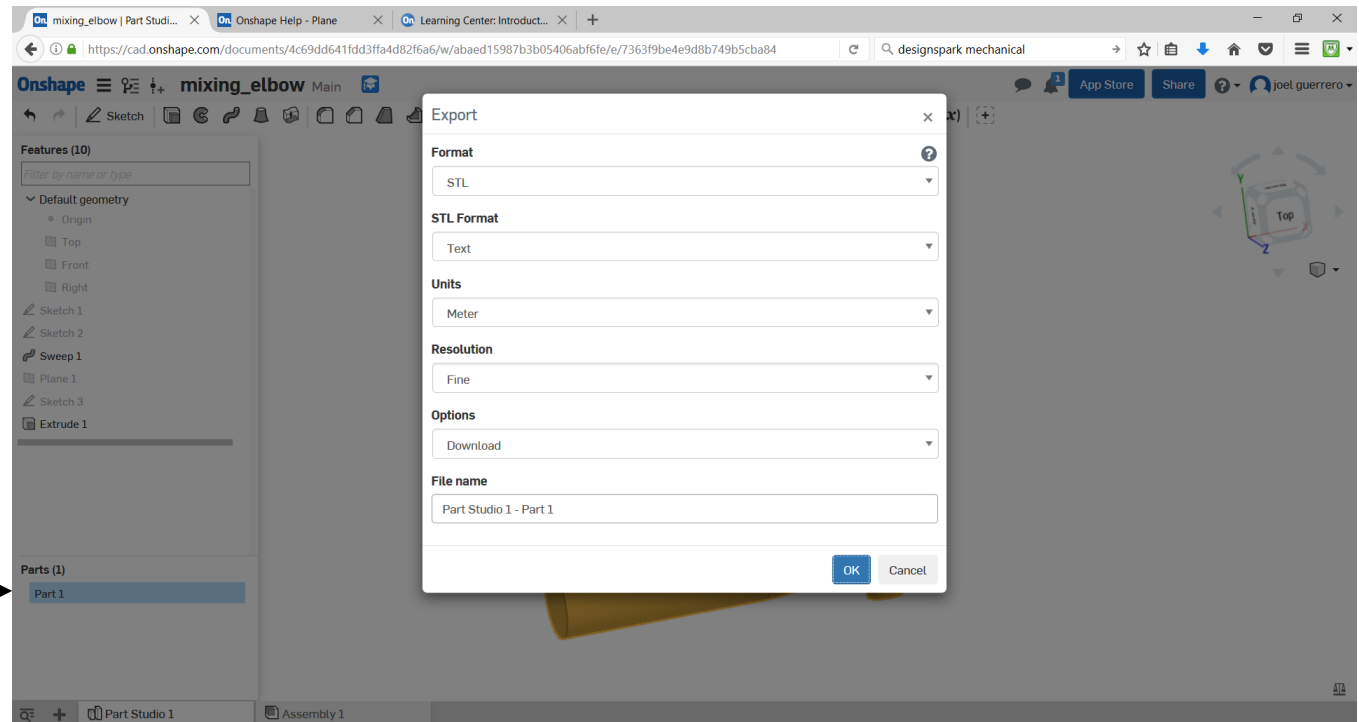 mixing_elbow | Part Studi... Onshape Help - Plane Learning Center: Introduct...
https://cad.onshape.com/documents/4c69dd641fdd3ffa4d82f6a6/w/abaed15987b3b05406abf6fe/e/7363f9be4e9d8b749b5cba84 designspark mechanical
Onshape mixing_elbow Main 1 App Store Share joel guerrero
Sketch Export
Features (10)
Filter by name or type
Default geometry
Origin
Top
Front
Right
Sketch 1
Sketch 2
Sweep 1
Plane 1
Sketch 3
Extrude 1
Format
STL
STL Format
Text
Units
Meter
Resolution
Fine
Options
Download
File name
Part Studio 1 - Part 1
OK Cancel
Y
Top
X
Z
Parts (1)
Part 1
Part Studio 1 Assembly 1